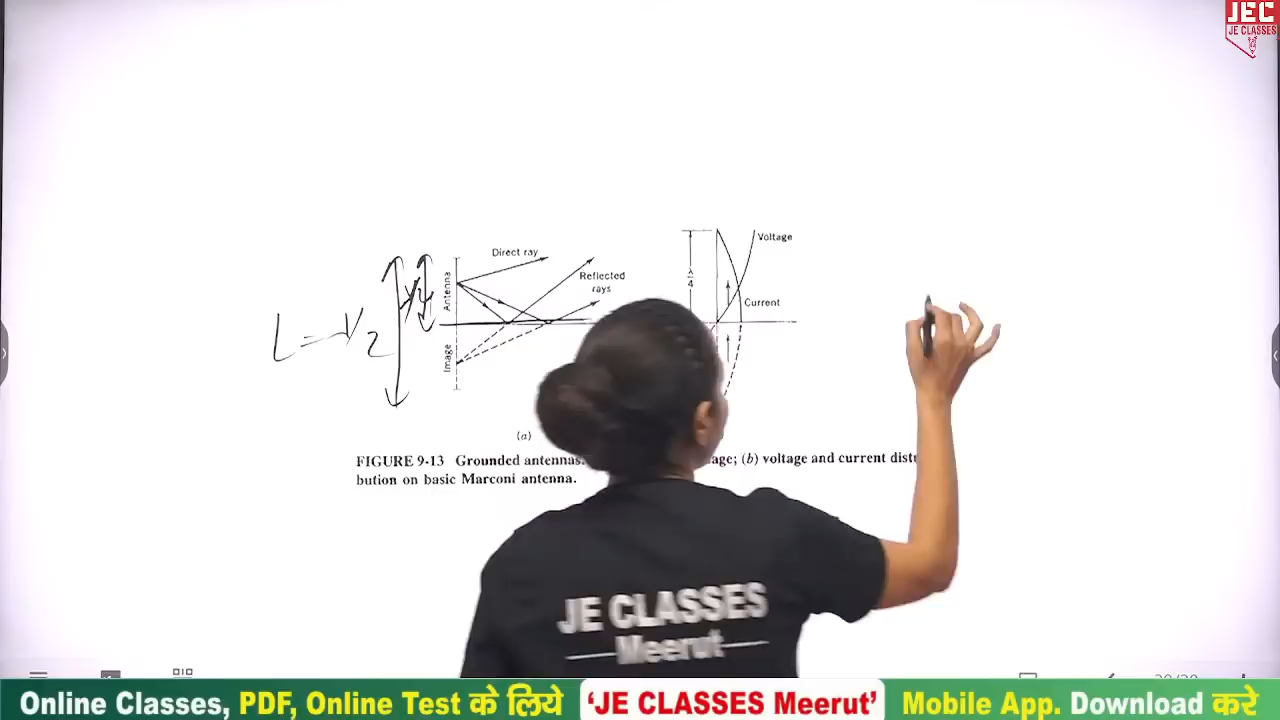 JEC
JE CLASSES
Direct ray
Voltage
Antenna
Reflected
rays
λ/4
λ/4
Current
L = λ/2
Image
(a)
FIGURE 9-13 Grounded antennas. age; (b) voltage and current distri
bution on basic Marconi antenna.
JE CLASSES
Meerut
Online Classes, PDF, Online Test के लिये 'JE CLASSES Meerut' Mobile App. Download करे